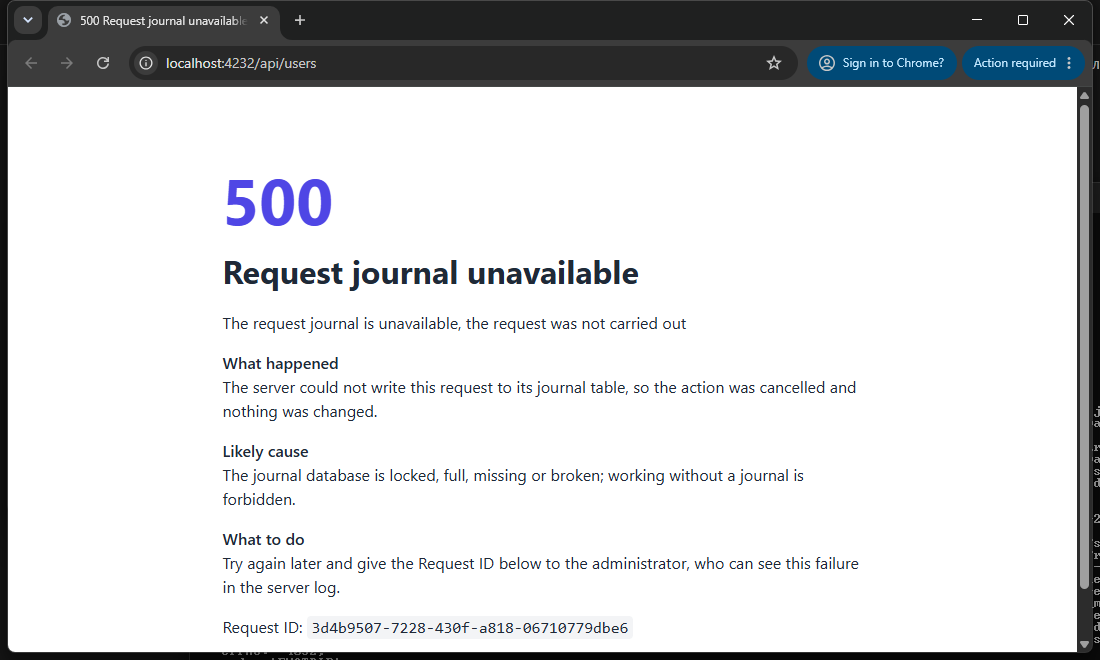 500 Request journal unavailable
localhost:4232/api/users
Sign in to Chrome?
Action required
500
Request journal unavailable
The request journal is unavailable, the request was not carried out
What happened
The server could not write this request to its journal table, so the action was cancelled and
nothing was changed.
Likely cause
The journal database is locked, full, missing or broken; working without a journal is
forbidden.
What to do
Try again later and give the Request ID below to the administrator, who can see this failure
in the server log.
Request ID: 3d4b9507-7228-430f-a818-06710779dbe6